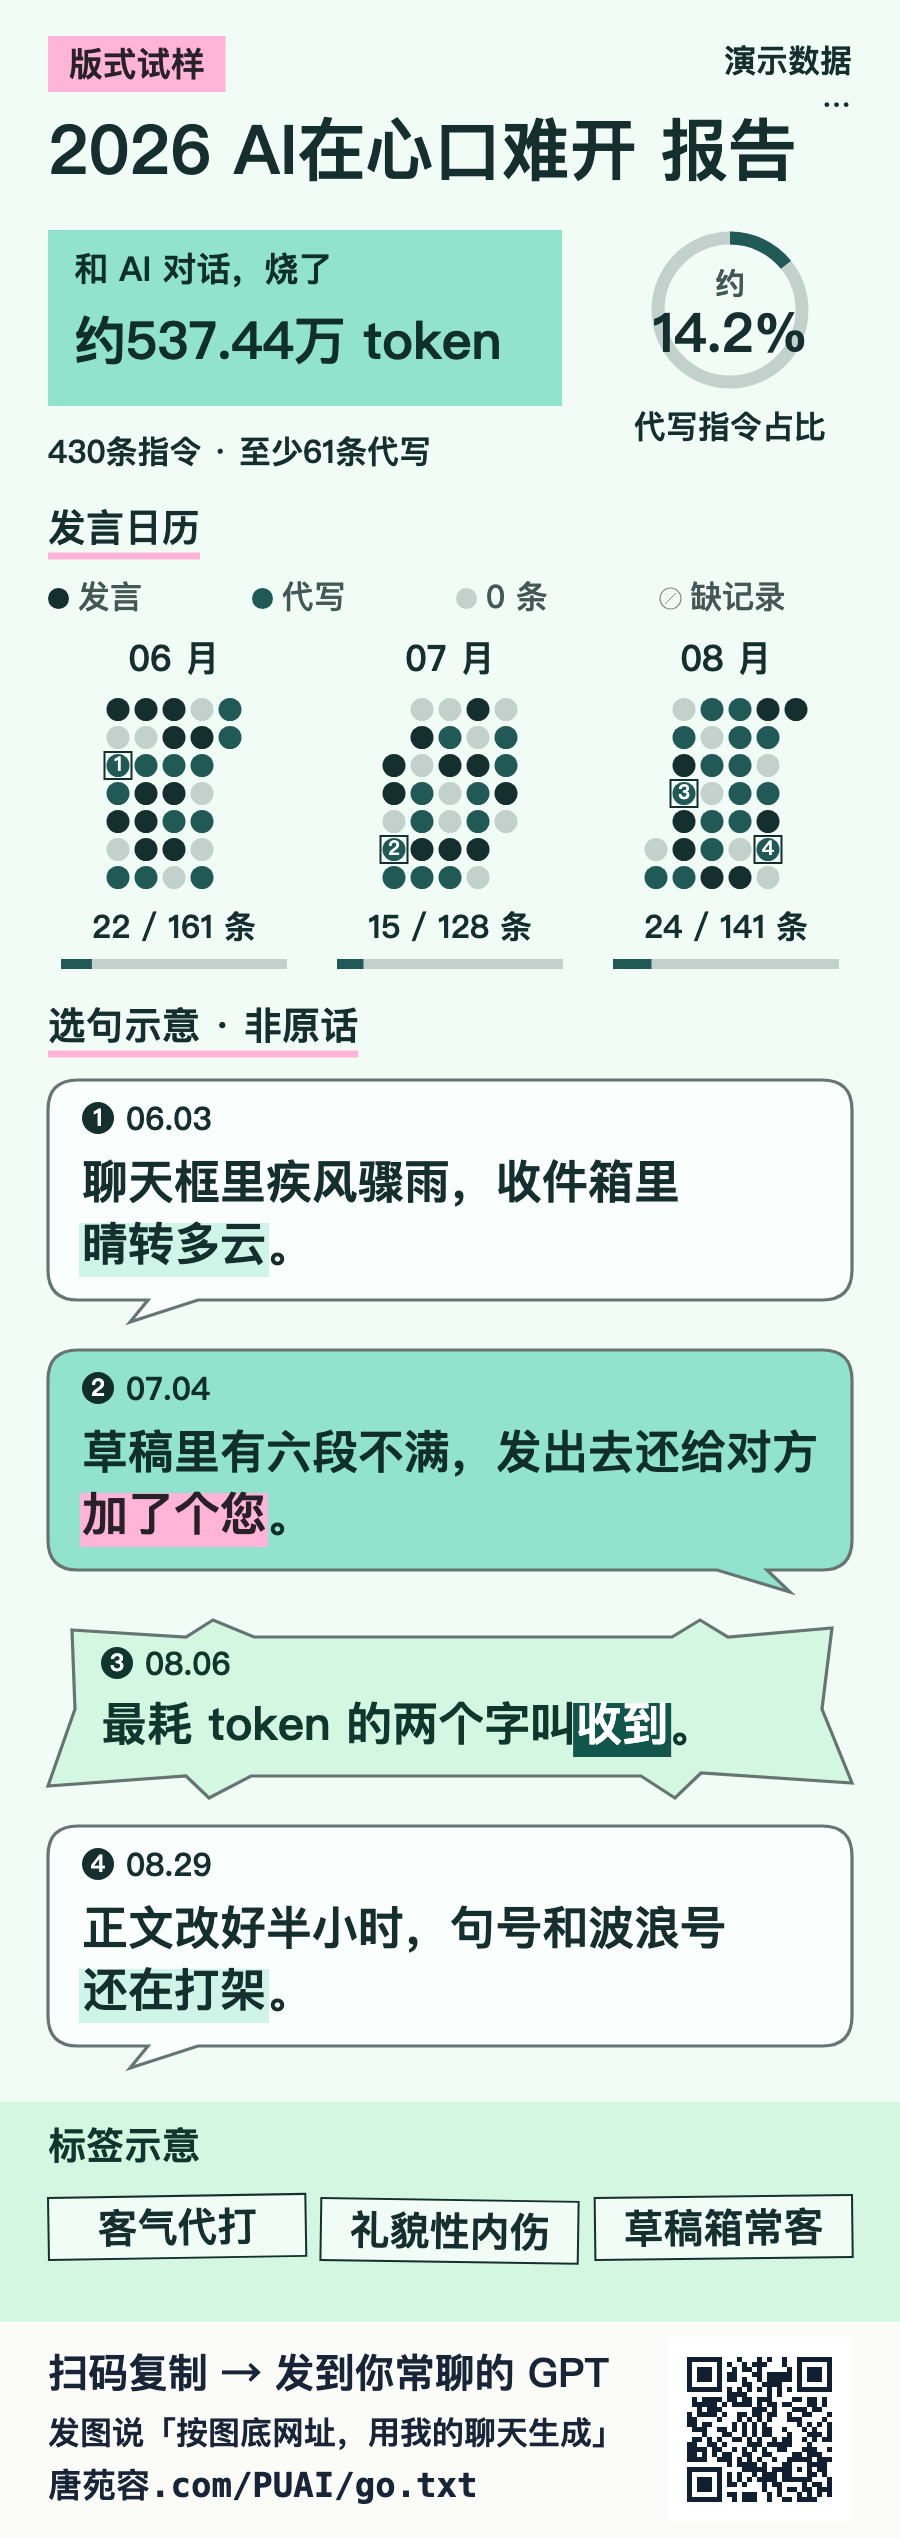 版式试样
演示数据
…
2026 AI在心口难开 报告
和 AI 对话，烧了
约537.44万 token
约
14.2%
代写指令占比
430条指令 · 至少61条代写
发言日历
发言 代写 0 条 缺记录
06 月 07 月 08 月
1
3
2
4
22 / 161 条 15 / 128 条 24 / 141 条
选句示意 · 非原话
1 06.03
聊天框里疾风骤雨，收件箱里
晴转多云。
2 07.04
草稿里有六段不满，发出去还给对方
加了个您。
3 08.06
最耗 token 的两个字叫收到。
4 08.29
正文改好半小时，句号和波浪号
还在打架。
标签示意
客气代打 礼貌性内伤 草稿箱常客
扫码复制 → 发到你常聊的 GPT
发图说「按图底网址，用我的聊天生成」
唐苑容.com/PUAI/go.txt